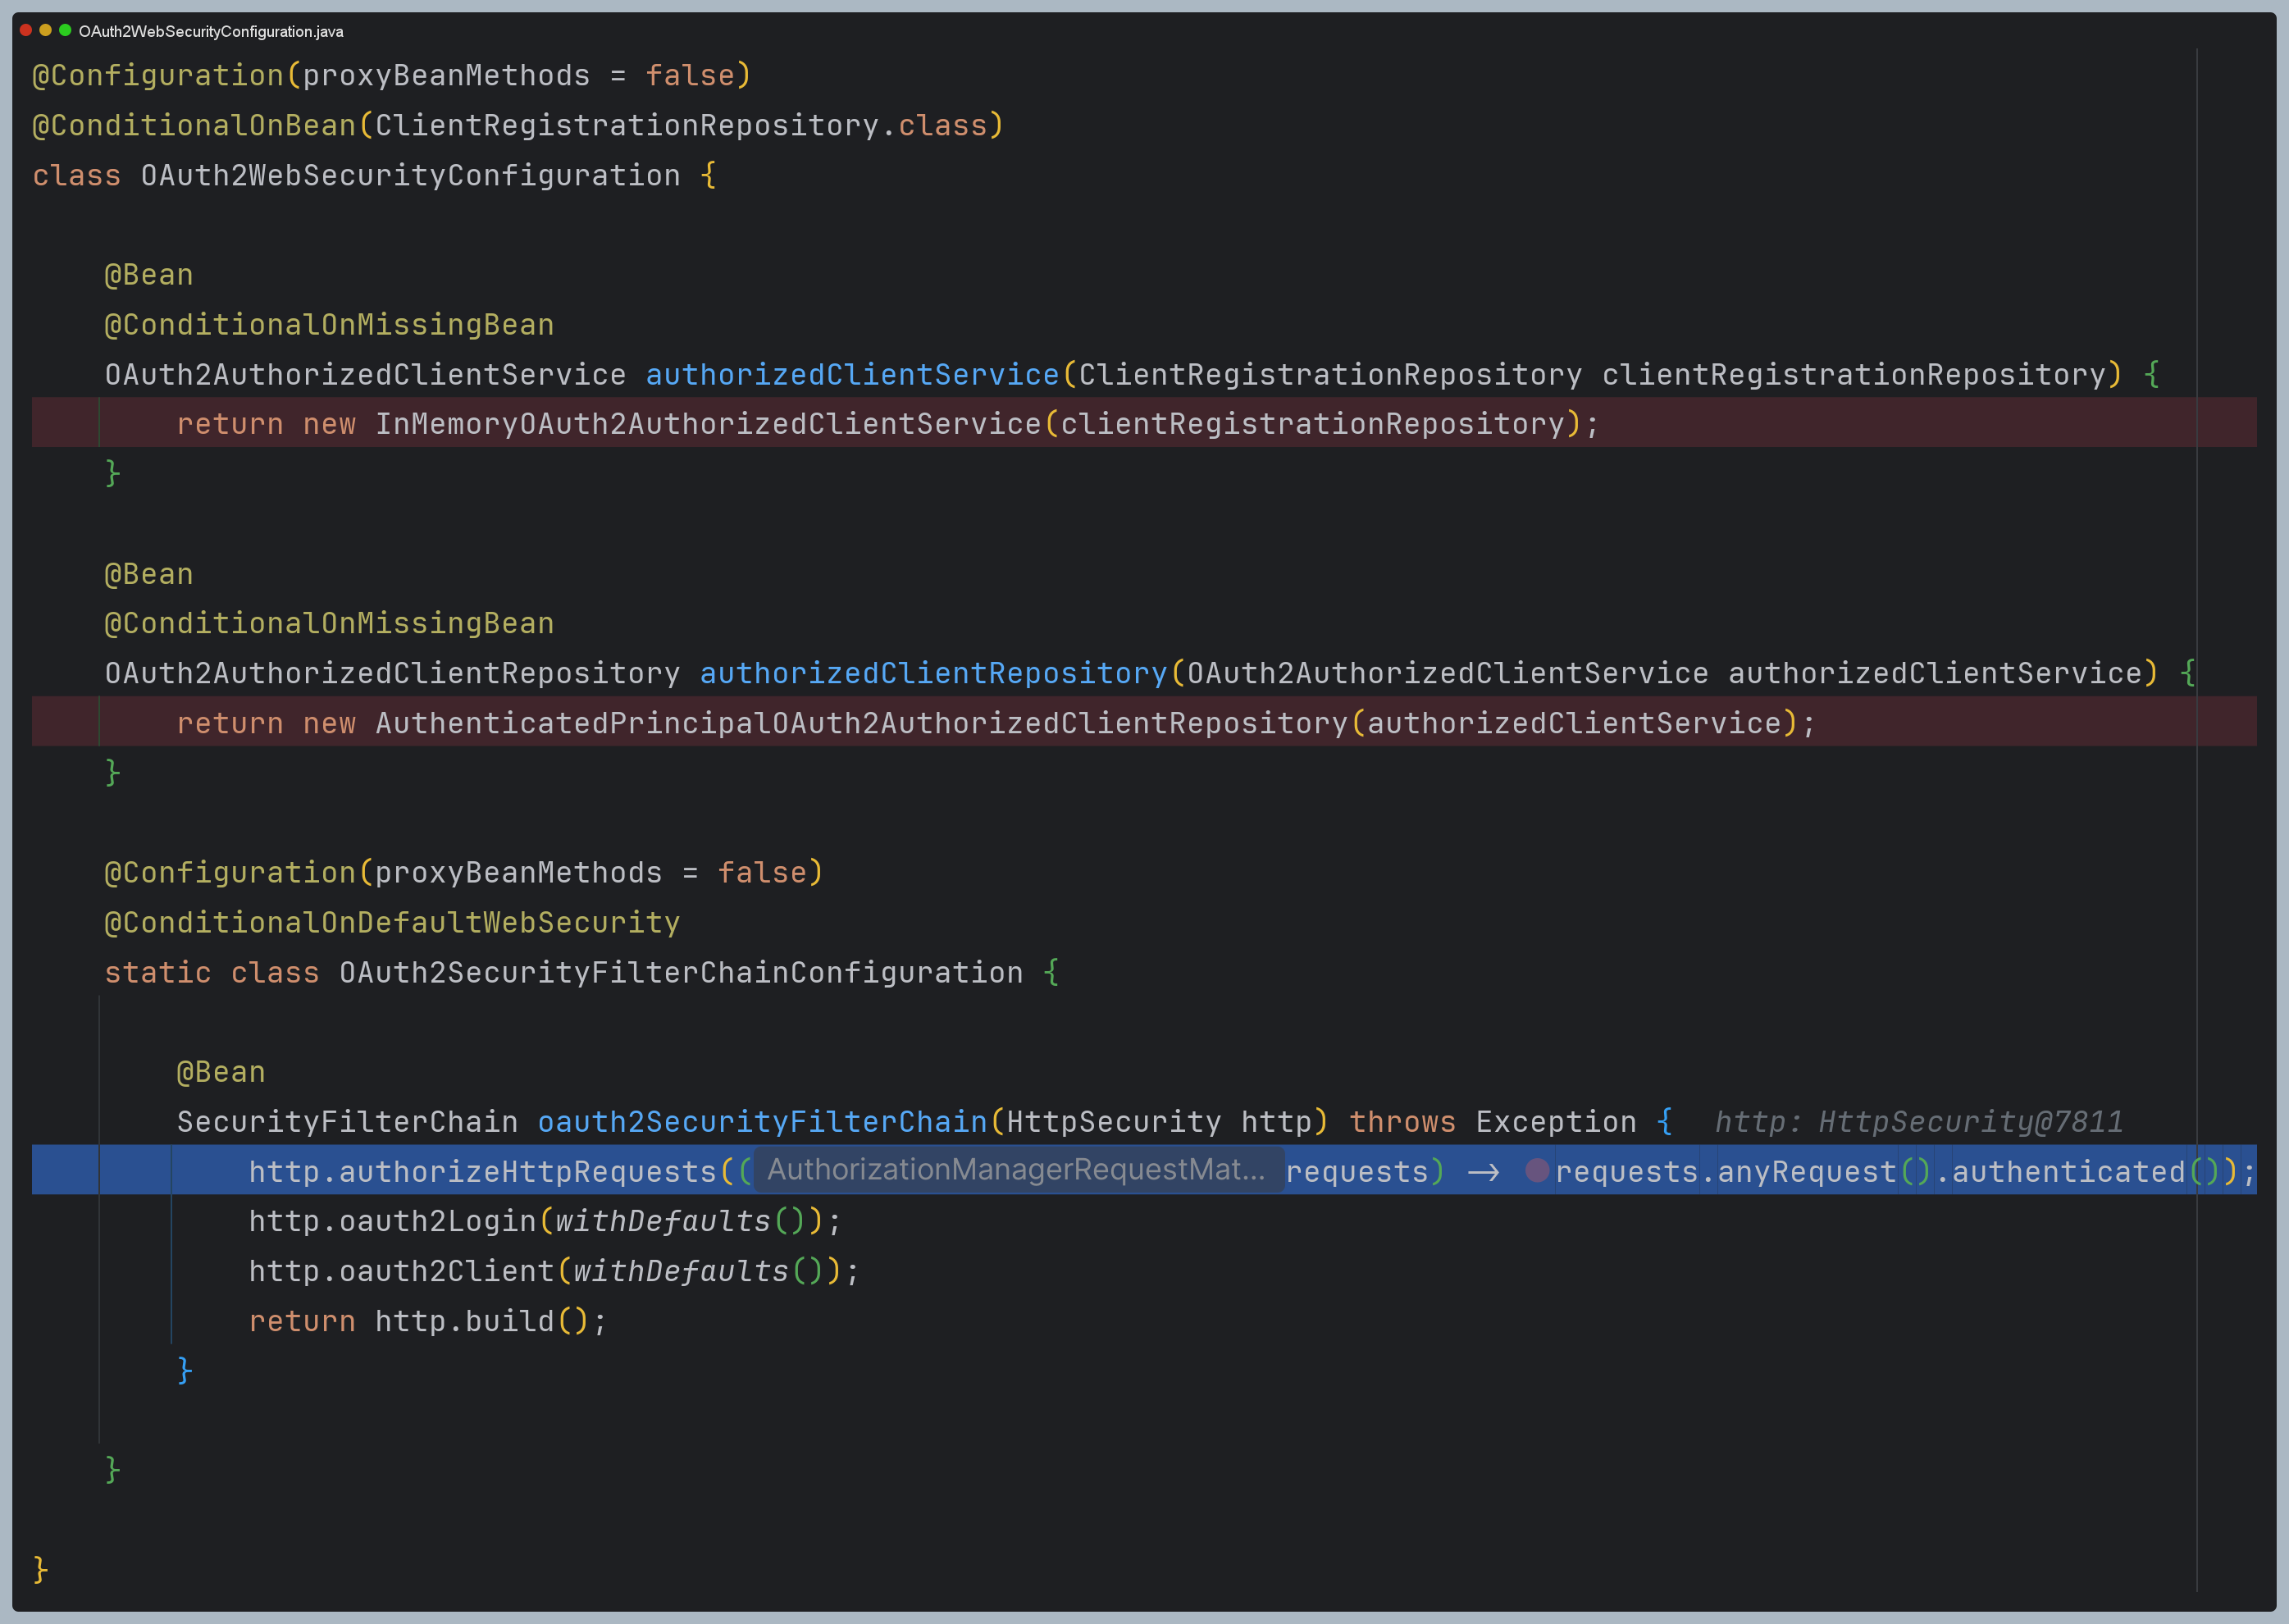 OAuth2WebSecurityConfiguration.java
@Configuration(proxyBeanMethods = false)
@ConditionalOnBean(ClientRegistrationRepository.class)
class OAuth2WebSecurityConfiguration {
@Bean
@ConditionalOnMissingBean
OAuth2AuthorizedClientService authorizedClientService(ClientRegistrationRepository clientRegistrationRepository) {
return new InMemoryOAuth2AuthorizedClientService(clientRegistrationRepository);
}
@Bean
@ConditionalOnMissingBean
OAuth2AuthorizedClientRepository authorizedClientRepository(OAuth2AuthorizedClientService authorizedClientService) {
return new AuthenticatedPrincipalOAuth2AuthorizedClientRepository(authorizedClientService);
}
@Configuration(proxyBeanMethods = false)
@ConditionalOnDefaultWebSecurity
static class OAuth2SecurityFilterChainConfiguration {
@Bean
SecurityFilterChain oauth2SecurityFilterChain(HttpSecurity http) throws Exception { http: HttpSecurity@7811
http.authorizeHttpRequests(( AuthorizationManagerRequestMat... requests) → requests.anyRequest().authenticated());
http.oauth2Login(withDefaults());
http.oauth2Client(withDefaults());
return http.build();
}
}
}